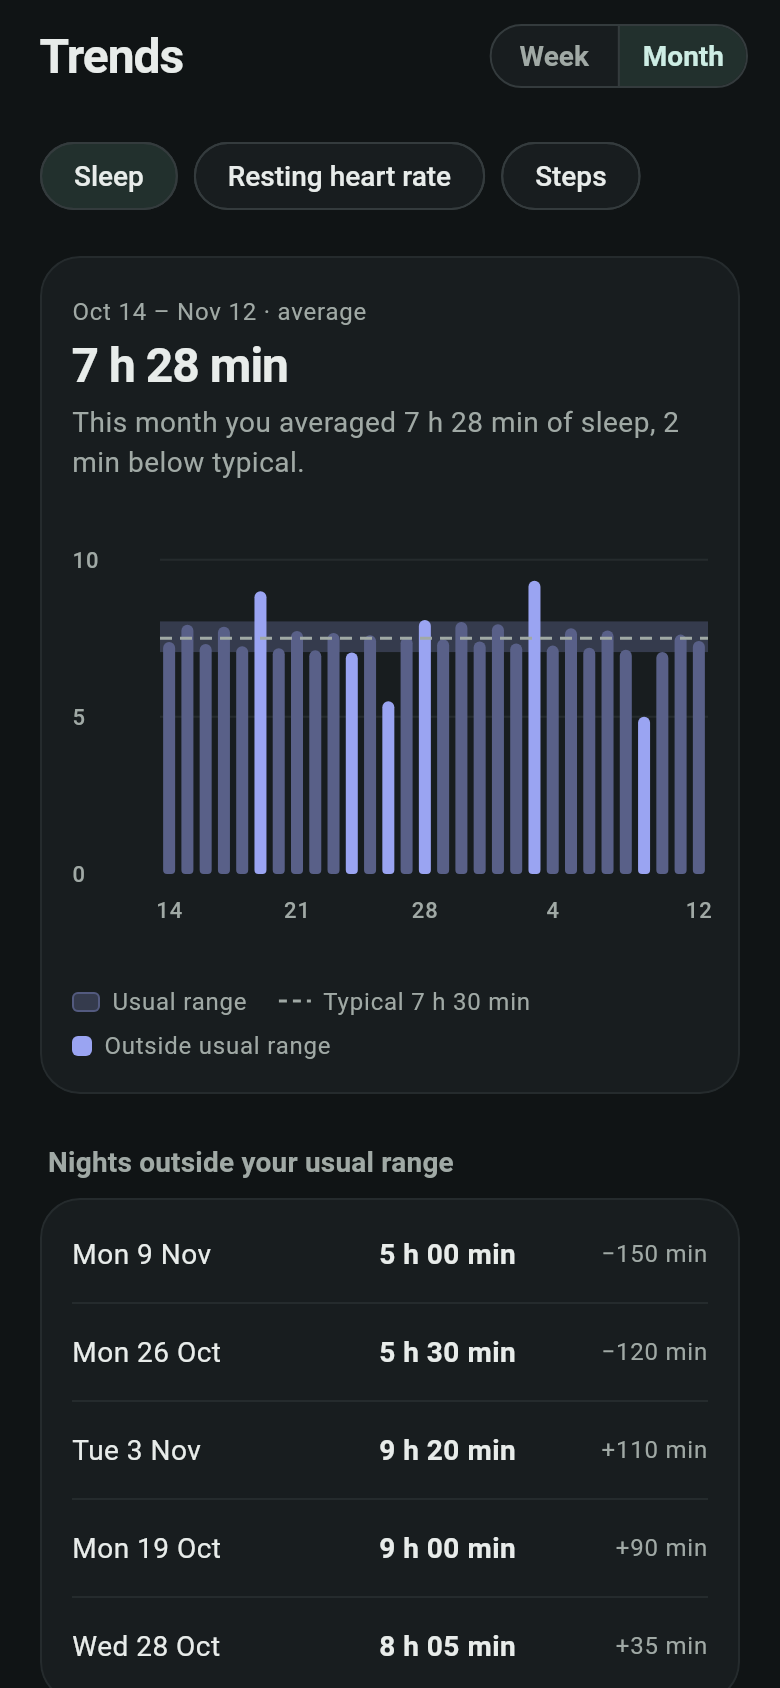 Trends
Week
Month
Sleep
Resting heart rate
Steps
Oct 14 – Nov 12 · average
7 h 28 min
This month you averaged 7 h 28 min of sleep, 2
min below typical.
10
5
0
14 21 28 4 12
Usual range
Typical 7 h 30 min
Outside usual range
Nights outside your usual range
Mon 9 Nov 5 h 00 min −150 min
Mon 26 Oct 5 h 30 min −120 min
Tue 3 Nov 9 h 20 min +110 min
Mon 19 Oct 9 h 00 min +90 min
Wed 28 Oct 8 h 05 min +35 min